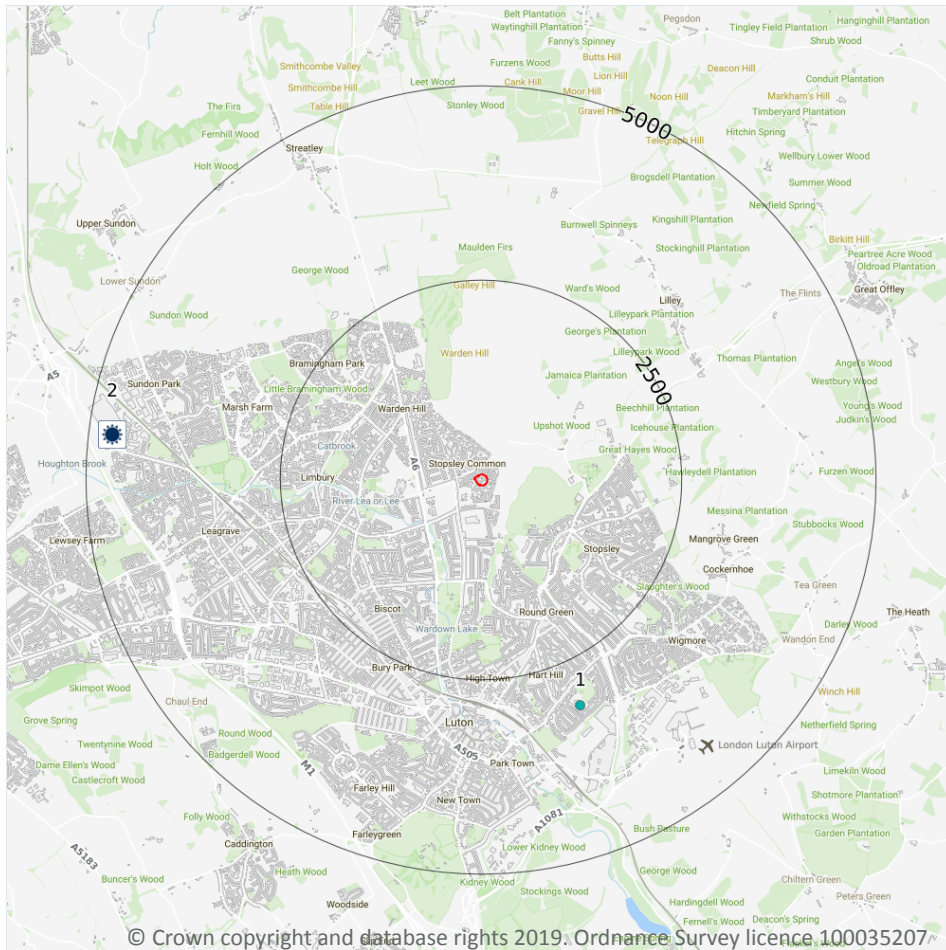 Belt Plantation
Pegsdon
Hanginghill Plantation
Waytinghill Plantation
Tingley Field Plantation
Shrub Wood
Fanny's Spinney
Butts Hill
Smithcombe Valley
Furzens Wood
Lion Hill
Deacon Hill
Leet Wood
Cank Hill
Conduit Plantation
Smithcombe Hill
Moor Hill
Noon Hill
Markham's Hill
The Firs
Table Hill
Stonley Wood
Gravel Hill
Timberyard Plantation
5000
Fernhill Wood
Telegraph Hill
Hitchin Spring
Streatley
Wellbury Lower Wood
Holt Wood
Brogsdell Plantation
Summer Wood
Newfield Spring
Upper Sundon
Burnwell Spinneys
Kingshill Plantation
Maulden Firs
Stockinghill Plantation
Birkitt Hill
Peartree Acre Wood
Oldroad Plantation
George Wood
Lower Sundon
Galley Hill
Ward's Wood
The Flints
Great Offley
Lilley
Sundon Wood
Lilleypark Plantation
George's Plantation
Warden Hill
Lilleypark Wood
Thomas Plantation
Bramingham Park
Angel's Wood
A5
2
Sundon Park
Jamaica Plantation
2500
Westbury Wood
Little Bramingham Wood
Marsh Farm
Warden Hill
Beechhill Plantation
Young's Wood
Judkin's Wood
Upshot Wood
Icehouse Plantation
Catbrook
Great Hayes Wood
Houghton Brook
A6
Stopsley Common
Hawleydell Plantation
Furzen Wood
Limbury
River Lea or Lee
Messina Plantation
Stubbocks Wood
Leagrave
Lewsey Farm
Mangrove Green
Stopsley
Cockernhoe
Slaughter's Wood
Tea Green
Biscot
Round Green
The Heath
Wardown Lake
Darley Wood
Wigmore
Wandon End
Bury Park
High Town
Hart Hill
1
Skimpot Wood
Winch Hill
Chaul End
Grove Spring
Luton
Netherfield Spring
Round Wood
Twentynine Wood
London Luton Airport
Badgerdell Wood
A505
Park Town
Dame Ellen's Wood
M1
Limekiln Wood
Castlecroft Wood
Farley Hill
Shotmore Plantation
New Town
Folly Wood
A1081
Withstocks Wood
Farleygreen
Bush Pasture
Garden Plantation
Caddington
Lower Kidney Wood
A5183
Heath Wood
George Wood
Buncer's Wood
Kidney Wood
Chiltern Green
Stockings Wood
Peters Green
Woodside
Hardingdell Wood
Fernell's Wood
Deacon's Spring
© Crown copyright and database rights 2019. Ordnance Survey licence 100035207